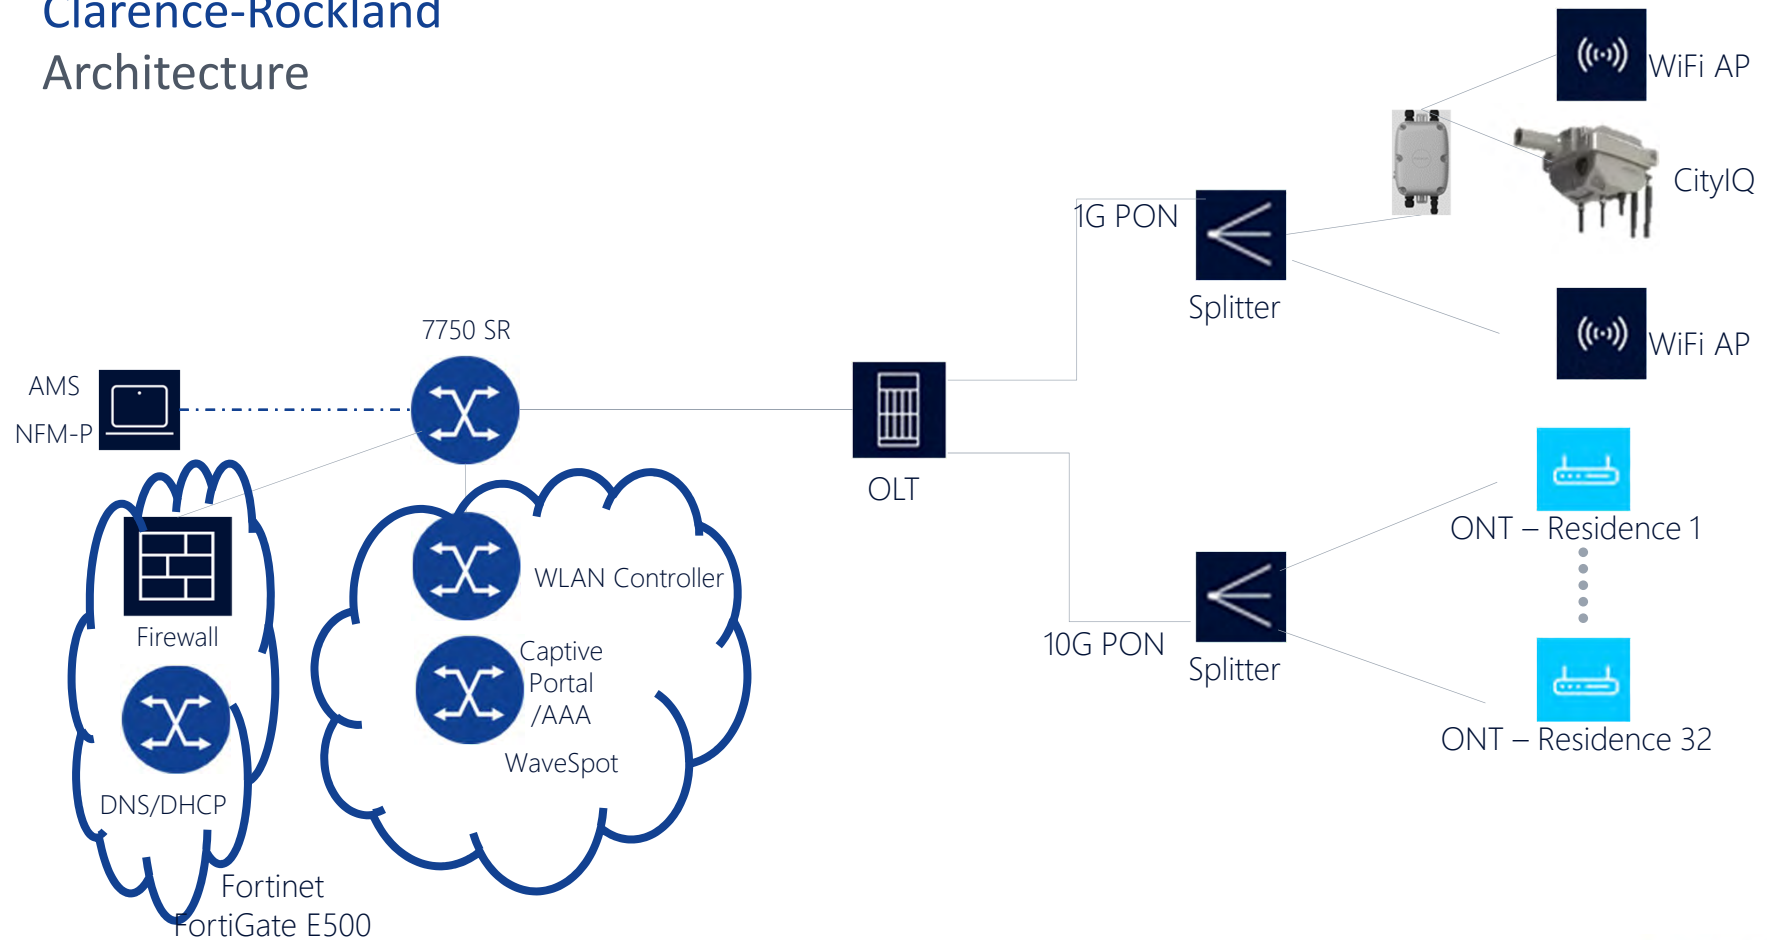 Clarence-Rockland
Architecture
WiFi AP
CityIQ
1G PON
Splitter
WiFi AP
7750 SR
AMS
NFM-P
OLT
ONT – Residence 1
10G PON
Splitter
ONT – Residence 32
WLAN Controller
Firewall
Captive
Portal
/AAA
WaveSpot
DNS/DHCP
Fortinet
FortiGate E500